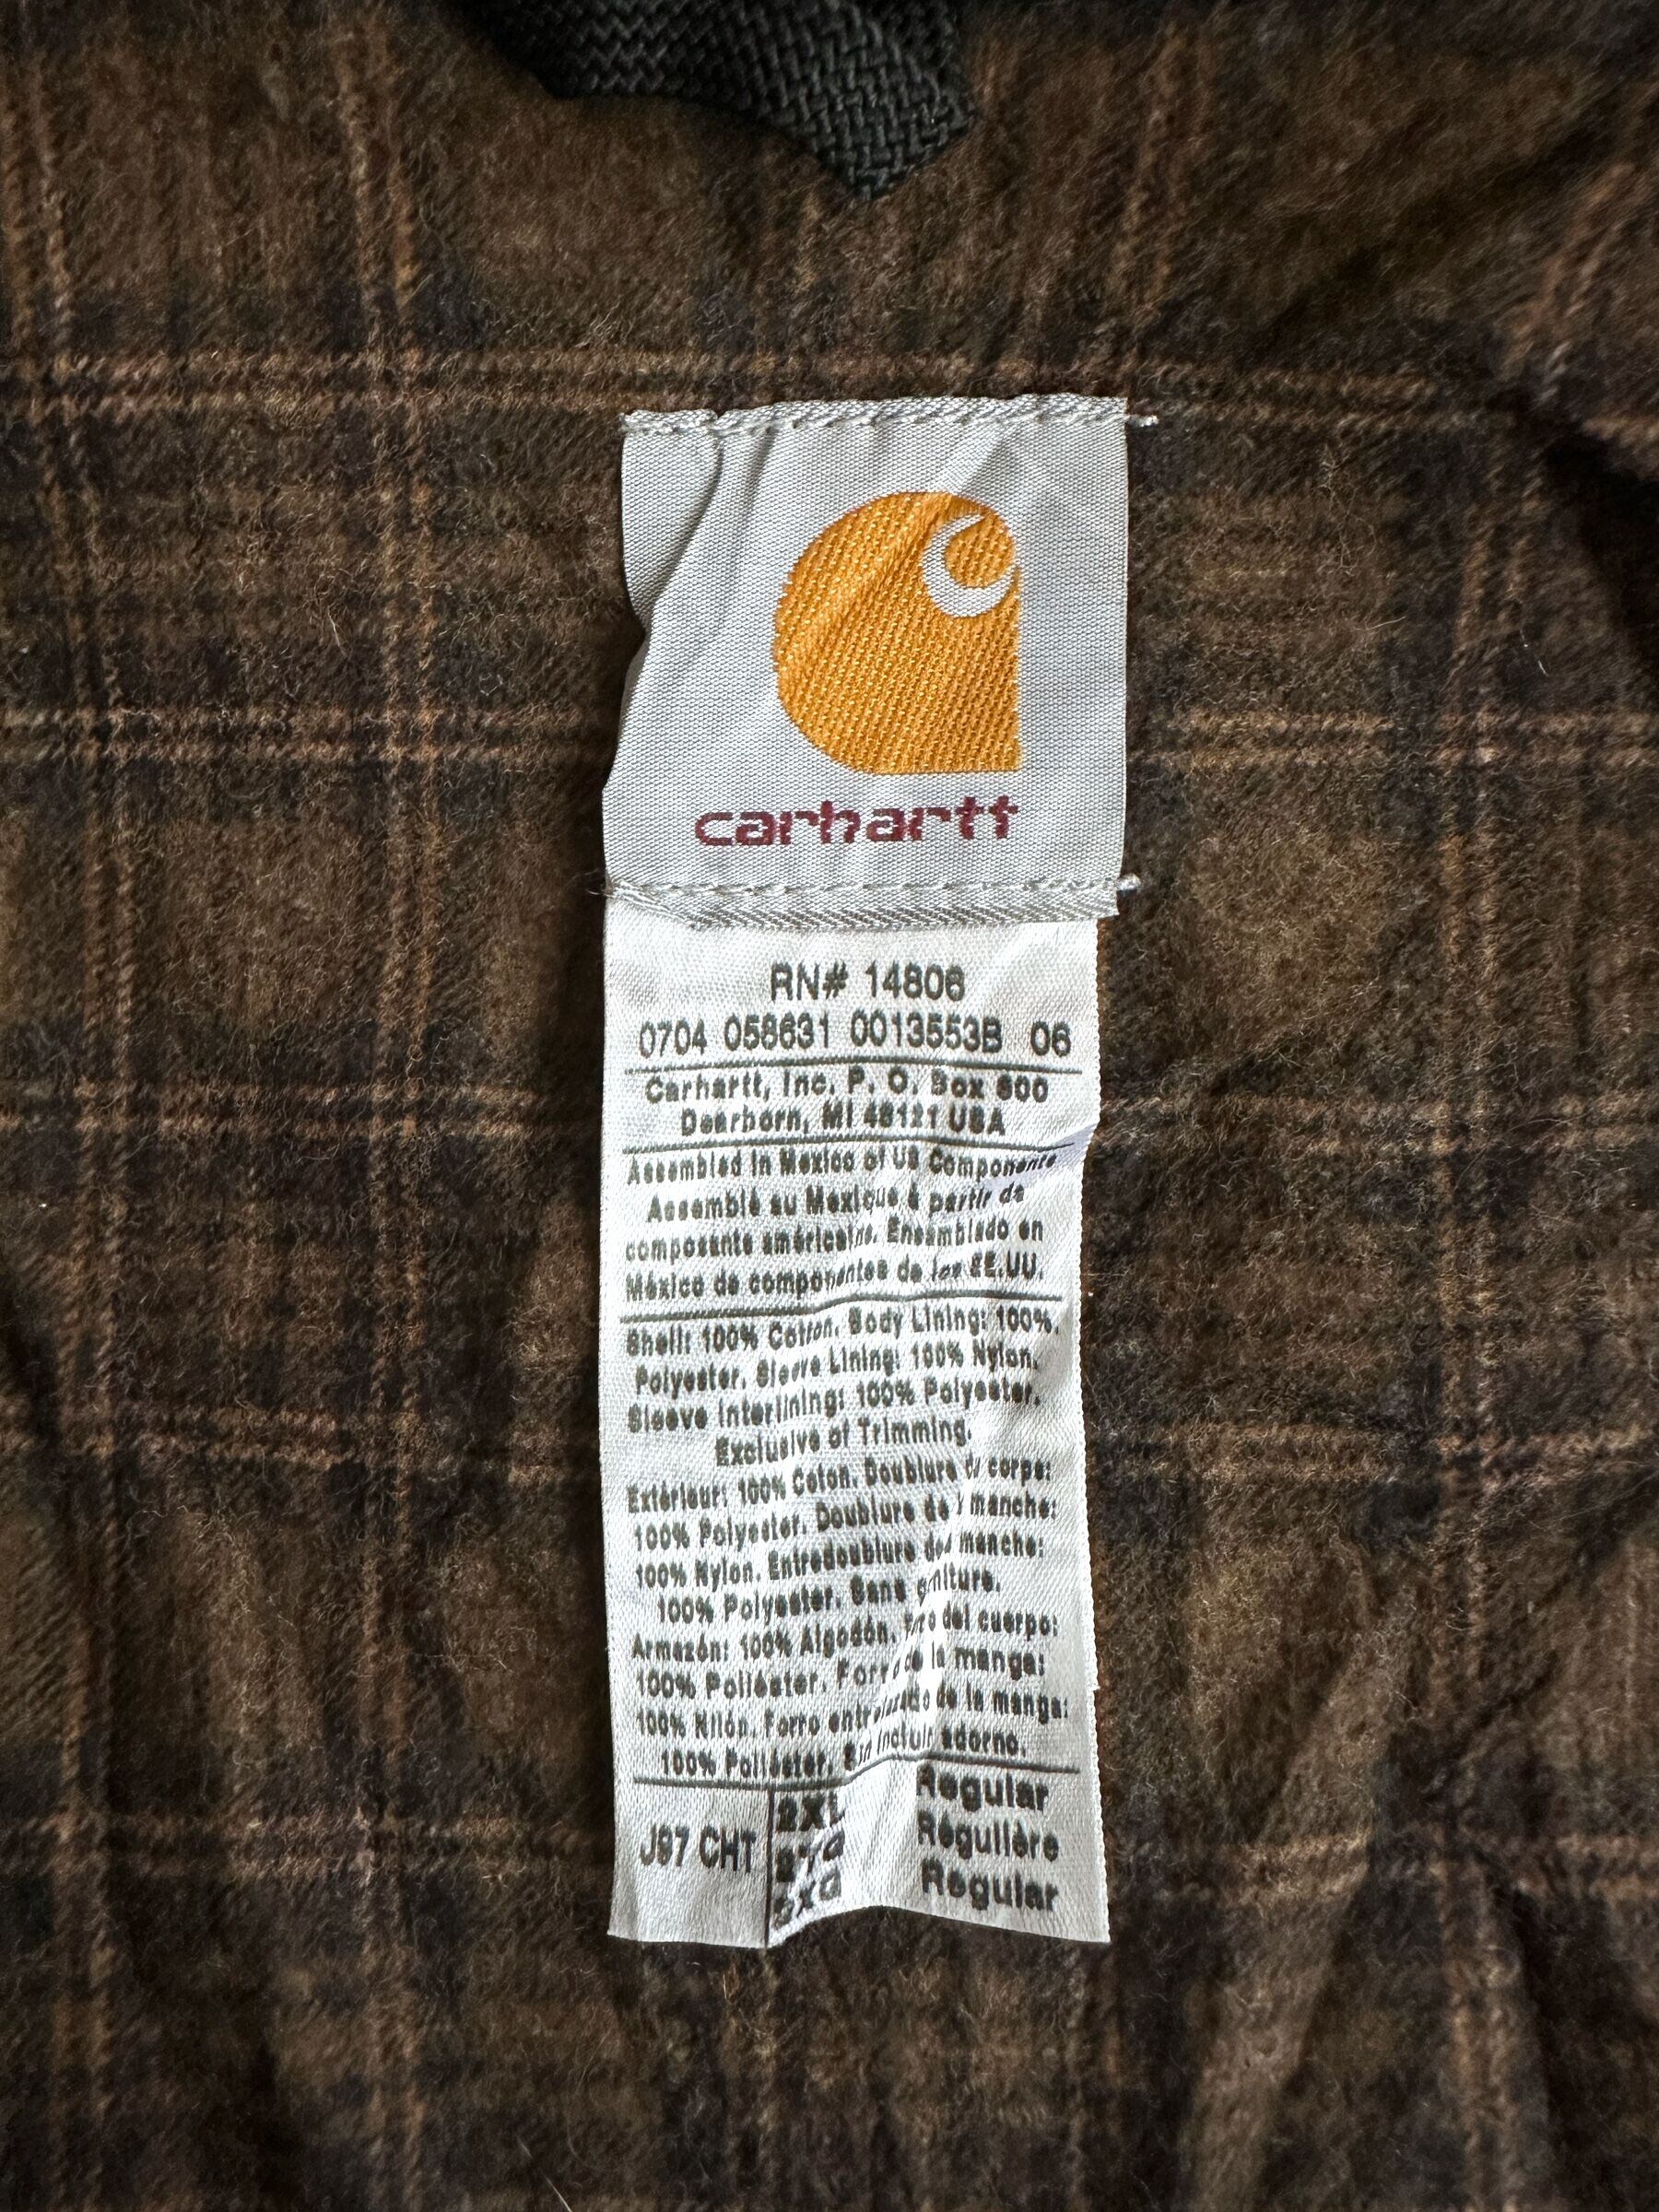 carhartt
RN# 14806
0704 058631 0013553B 06
Carhartt, Inc. P. O. Box 600
Dearborn, MI 48121 USA
Assembled in Mexico of US Components
Assemblé au Mexique à partir de
composants américains. Ensamblado en
México de componentes de los EE.UU.
Shell: 100% Cotton. Body Lining: 100%
Polyester. Sleeve Lining: 100% Nylon.
Sleeve Interlining: 100% Polyester.
Exclusive of Trimming.
Extérieur: 100% Coton. Doublure du corps:
100% Polyester. Doublure de manche:
100% Nylon. Entredoublure de manche:
100% Polyester. Sans
Armazón: 100% Algodón. Forro del cuerpo:
100% Poliéster. Forro de la manga:
100% Nilón. Forro entrelazado de la manga:
100% Poliéster. Sin incluir adorno.
J97 CHT
2XL Regular
2TG Régulière
2XG Regular